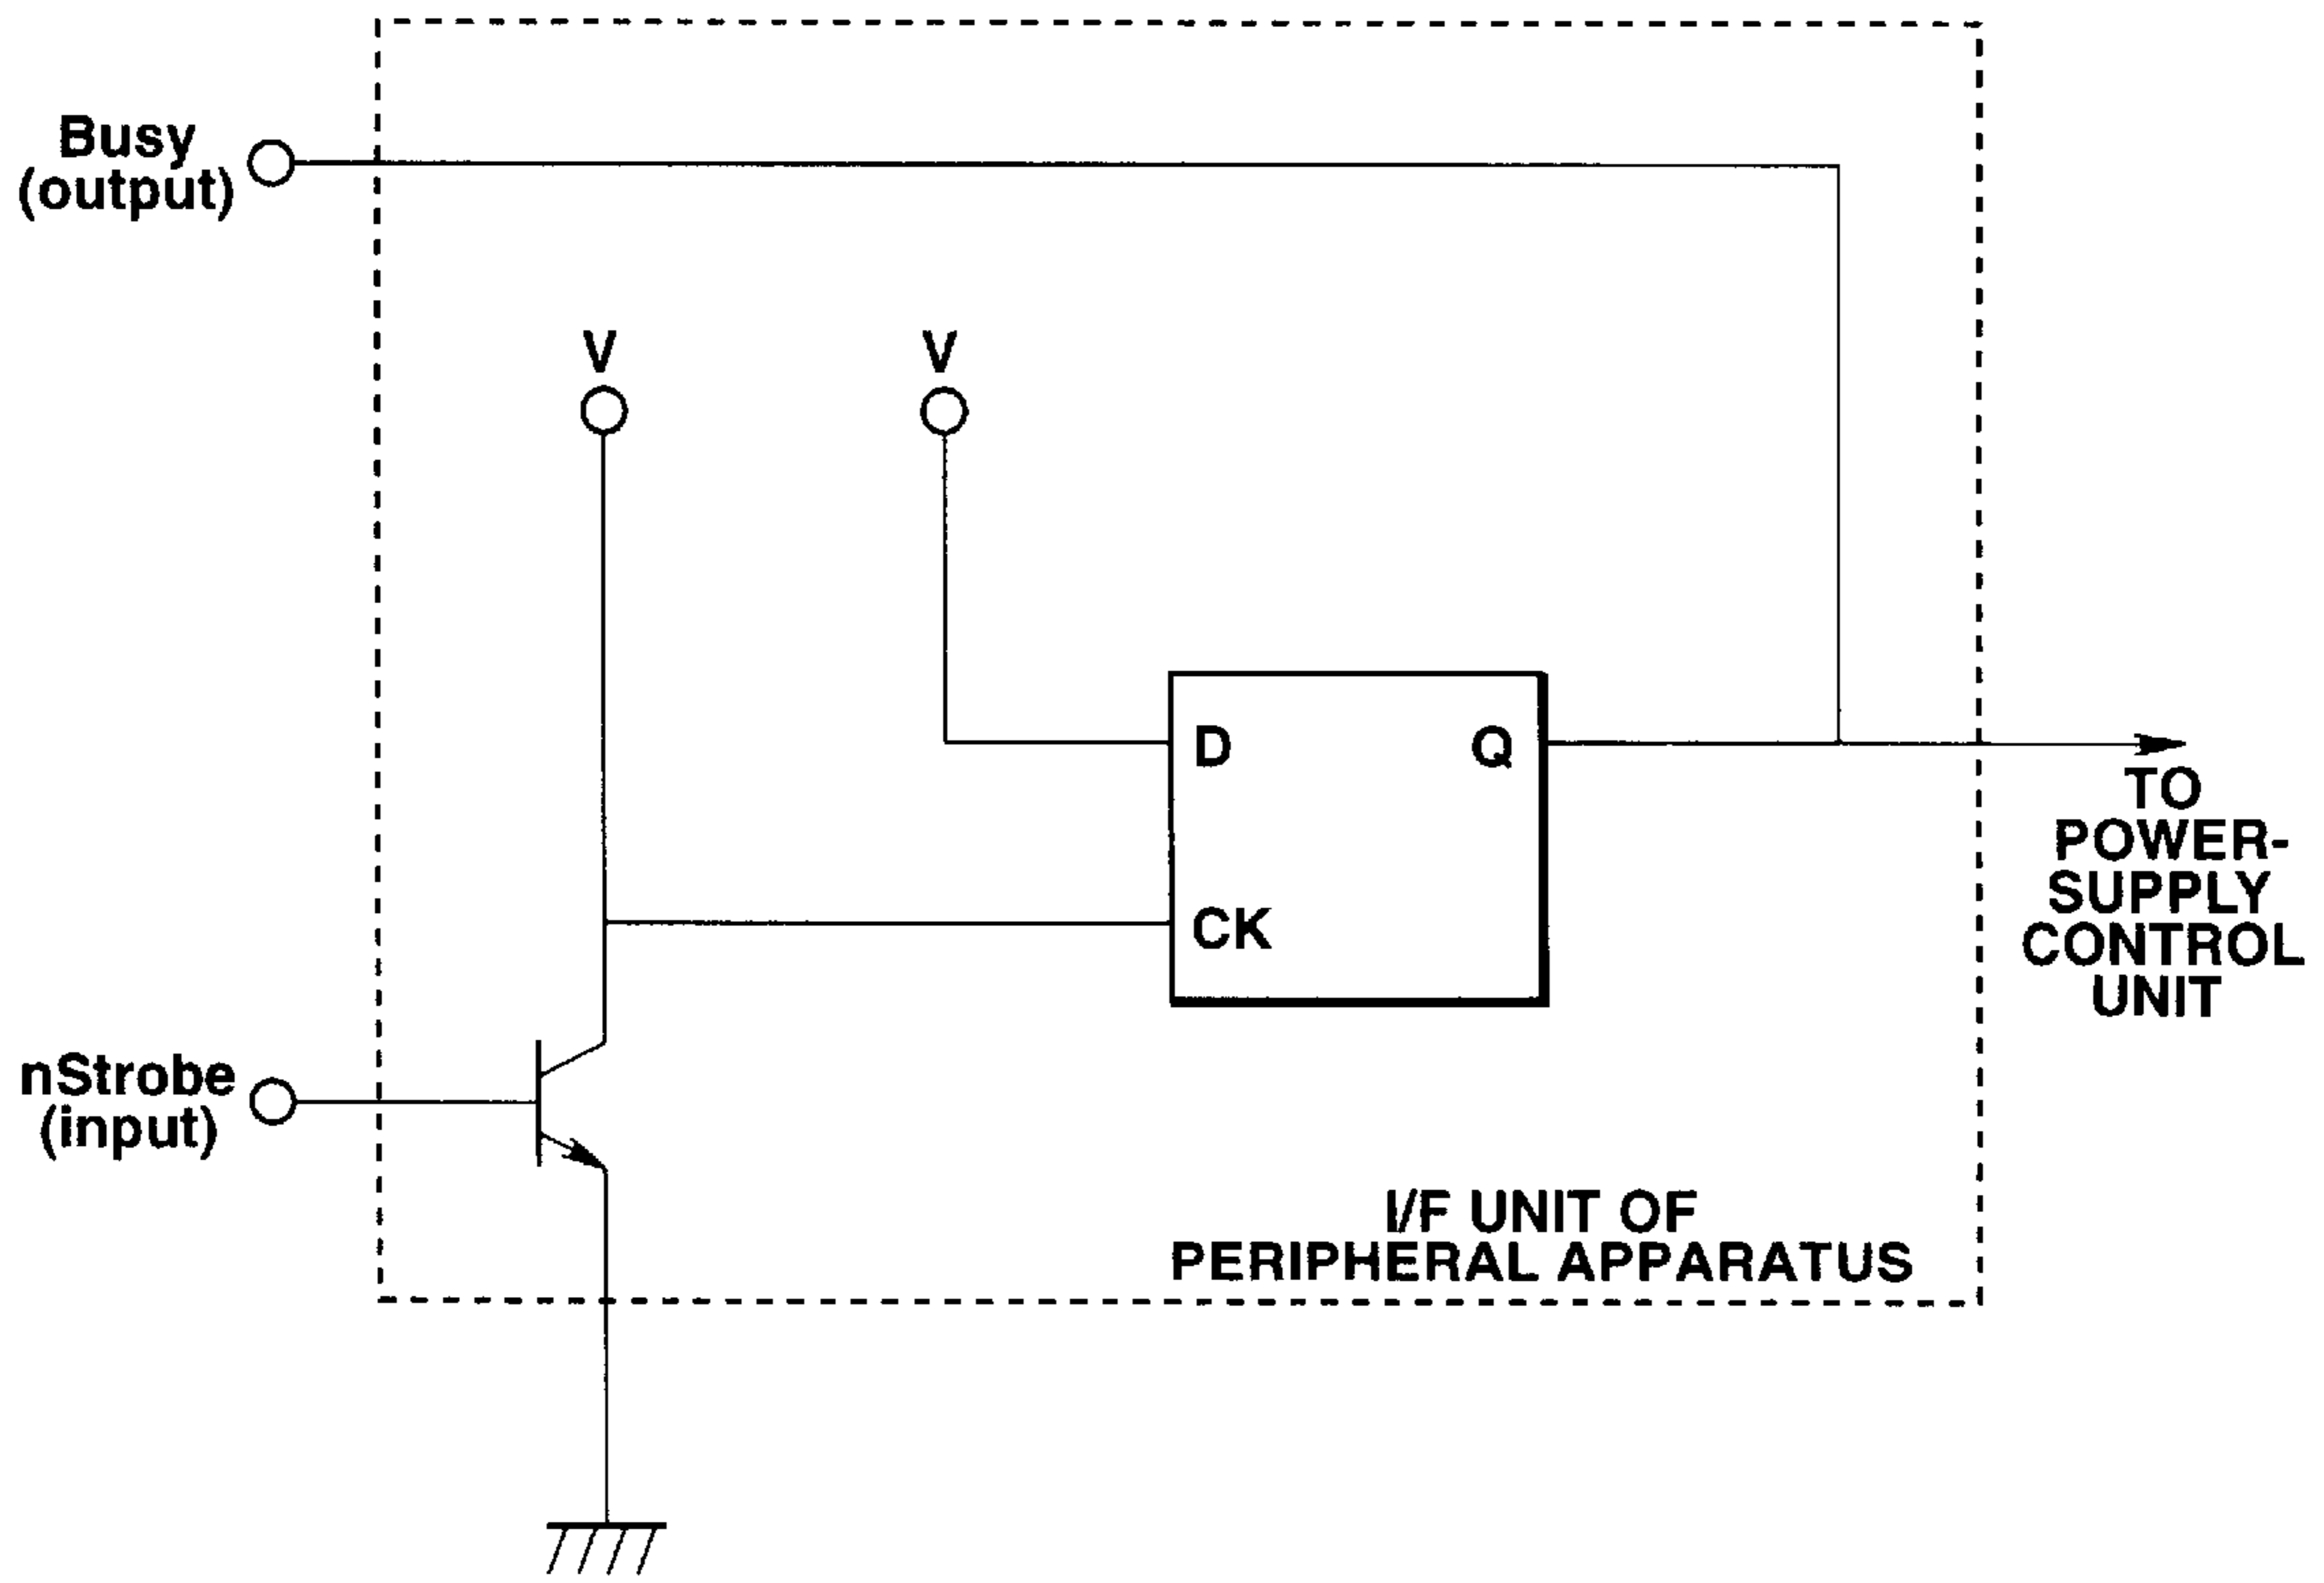 Busy
(output)
V
V
D
Q
CK
TO
POWER-
SUPPLY
CONTROL
UNIT
nStrobe
(input)
I/F UNIT OF
PERIPHERAL APPARATUS